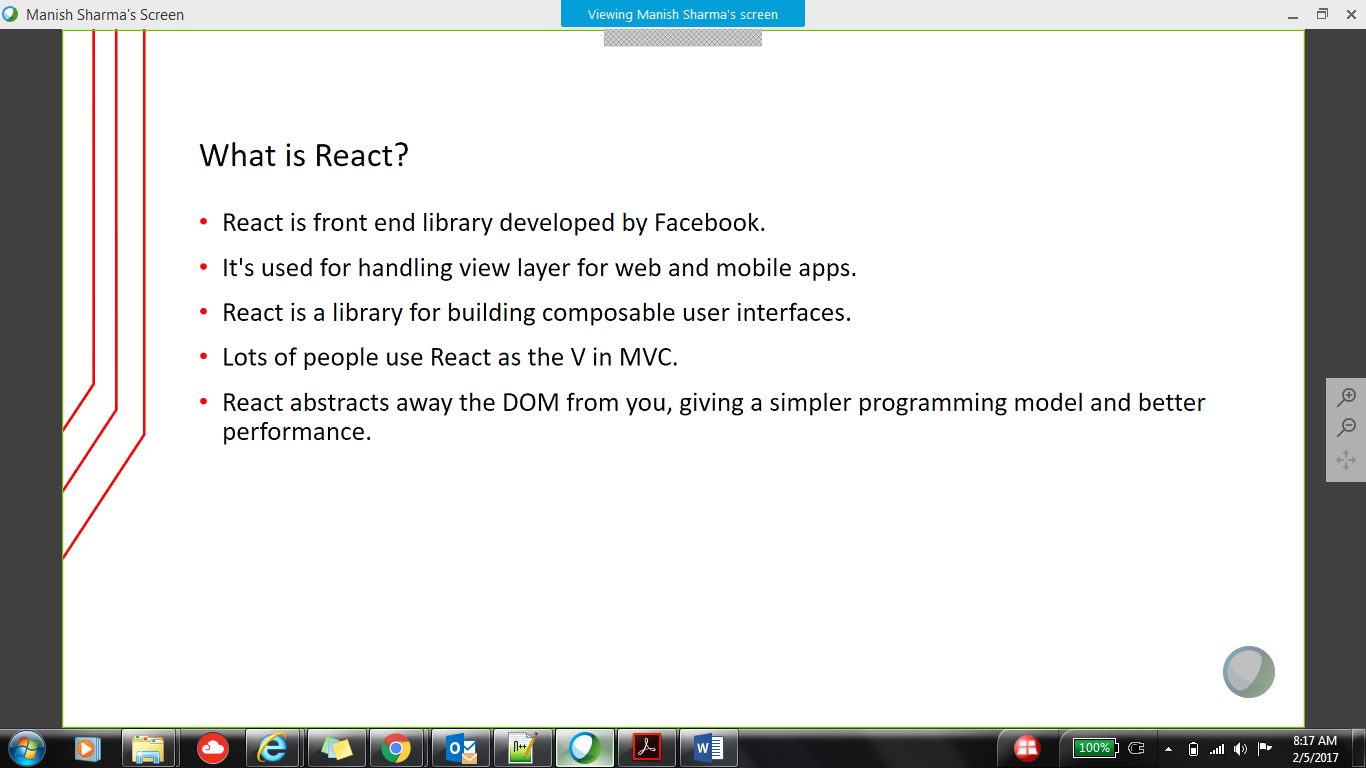 Manish Sharma's Screen
Viewing Manish Sharma's screen
What is React?
• React is front end library developed by Facebook.
• It's used for handling view layer for web and mobile apps.
• React is a library for building composable user interfaces.
• Lots of people use React as the V in MVC.
• React abstracts away the DOM from you, giving a simpler programming model and better
performance.
100%
8:17 AM
2/5/2017